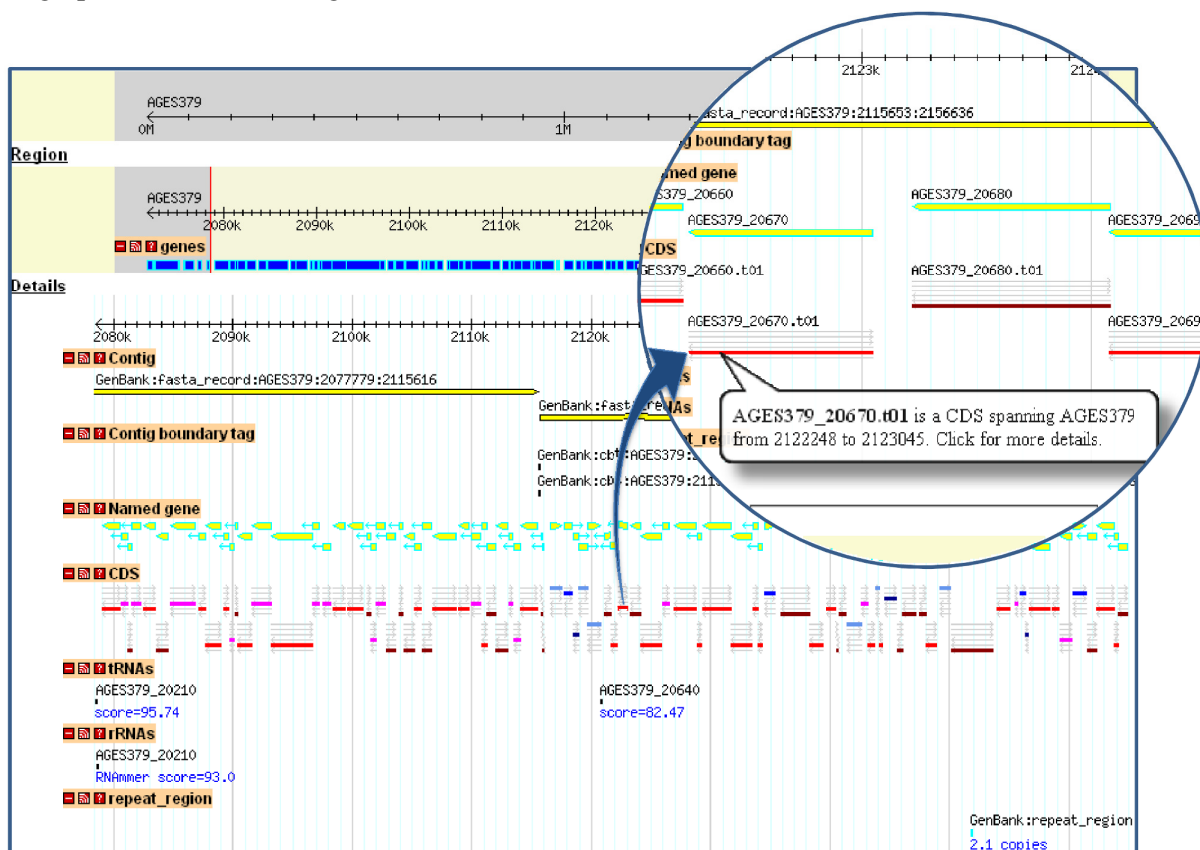 AGES379
0M
1M
Region
AGES379
2080k
2090k
2100k
2110k
2120k
genes
Details
2080k
2090k
2100k
2110k
2120k
Contig
GenBank:fasta_record:AGES379:2077779:2115616
Contig boundary tag
Named gene
CDS
tRNAs
AGES379_20210
score=95.74
AGES379_20640
score=82.47
rRNAs
AGES379_20210
RNAmmer score=93.0
repeat_region
GenBank:repeat_region
2.1 copies
2123k
:AGES379:2115653:2156636
boundary tag
gene
_20660
AGES379_20680
AGES379_20670
CDS
_20660.t01
AGES379_20680.t01
AGES379_20670.t01
AGES379_20670.t01 is a CDS spanning AGES379
from 2122248 to 2123045. Click for more details.